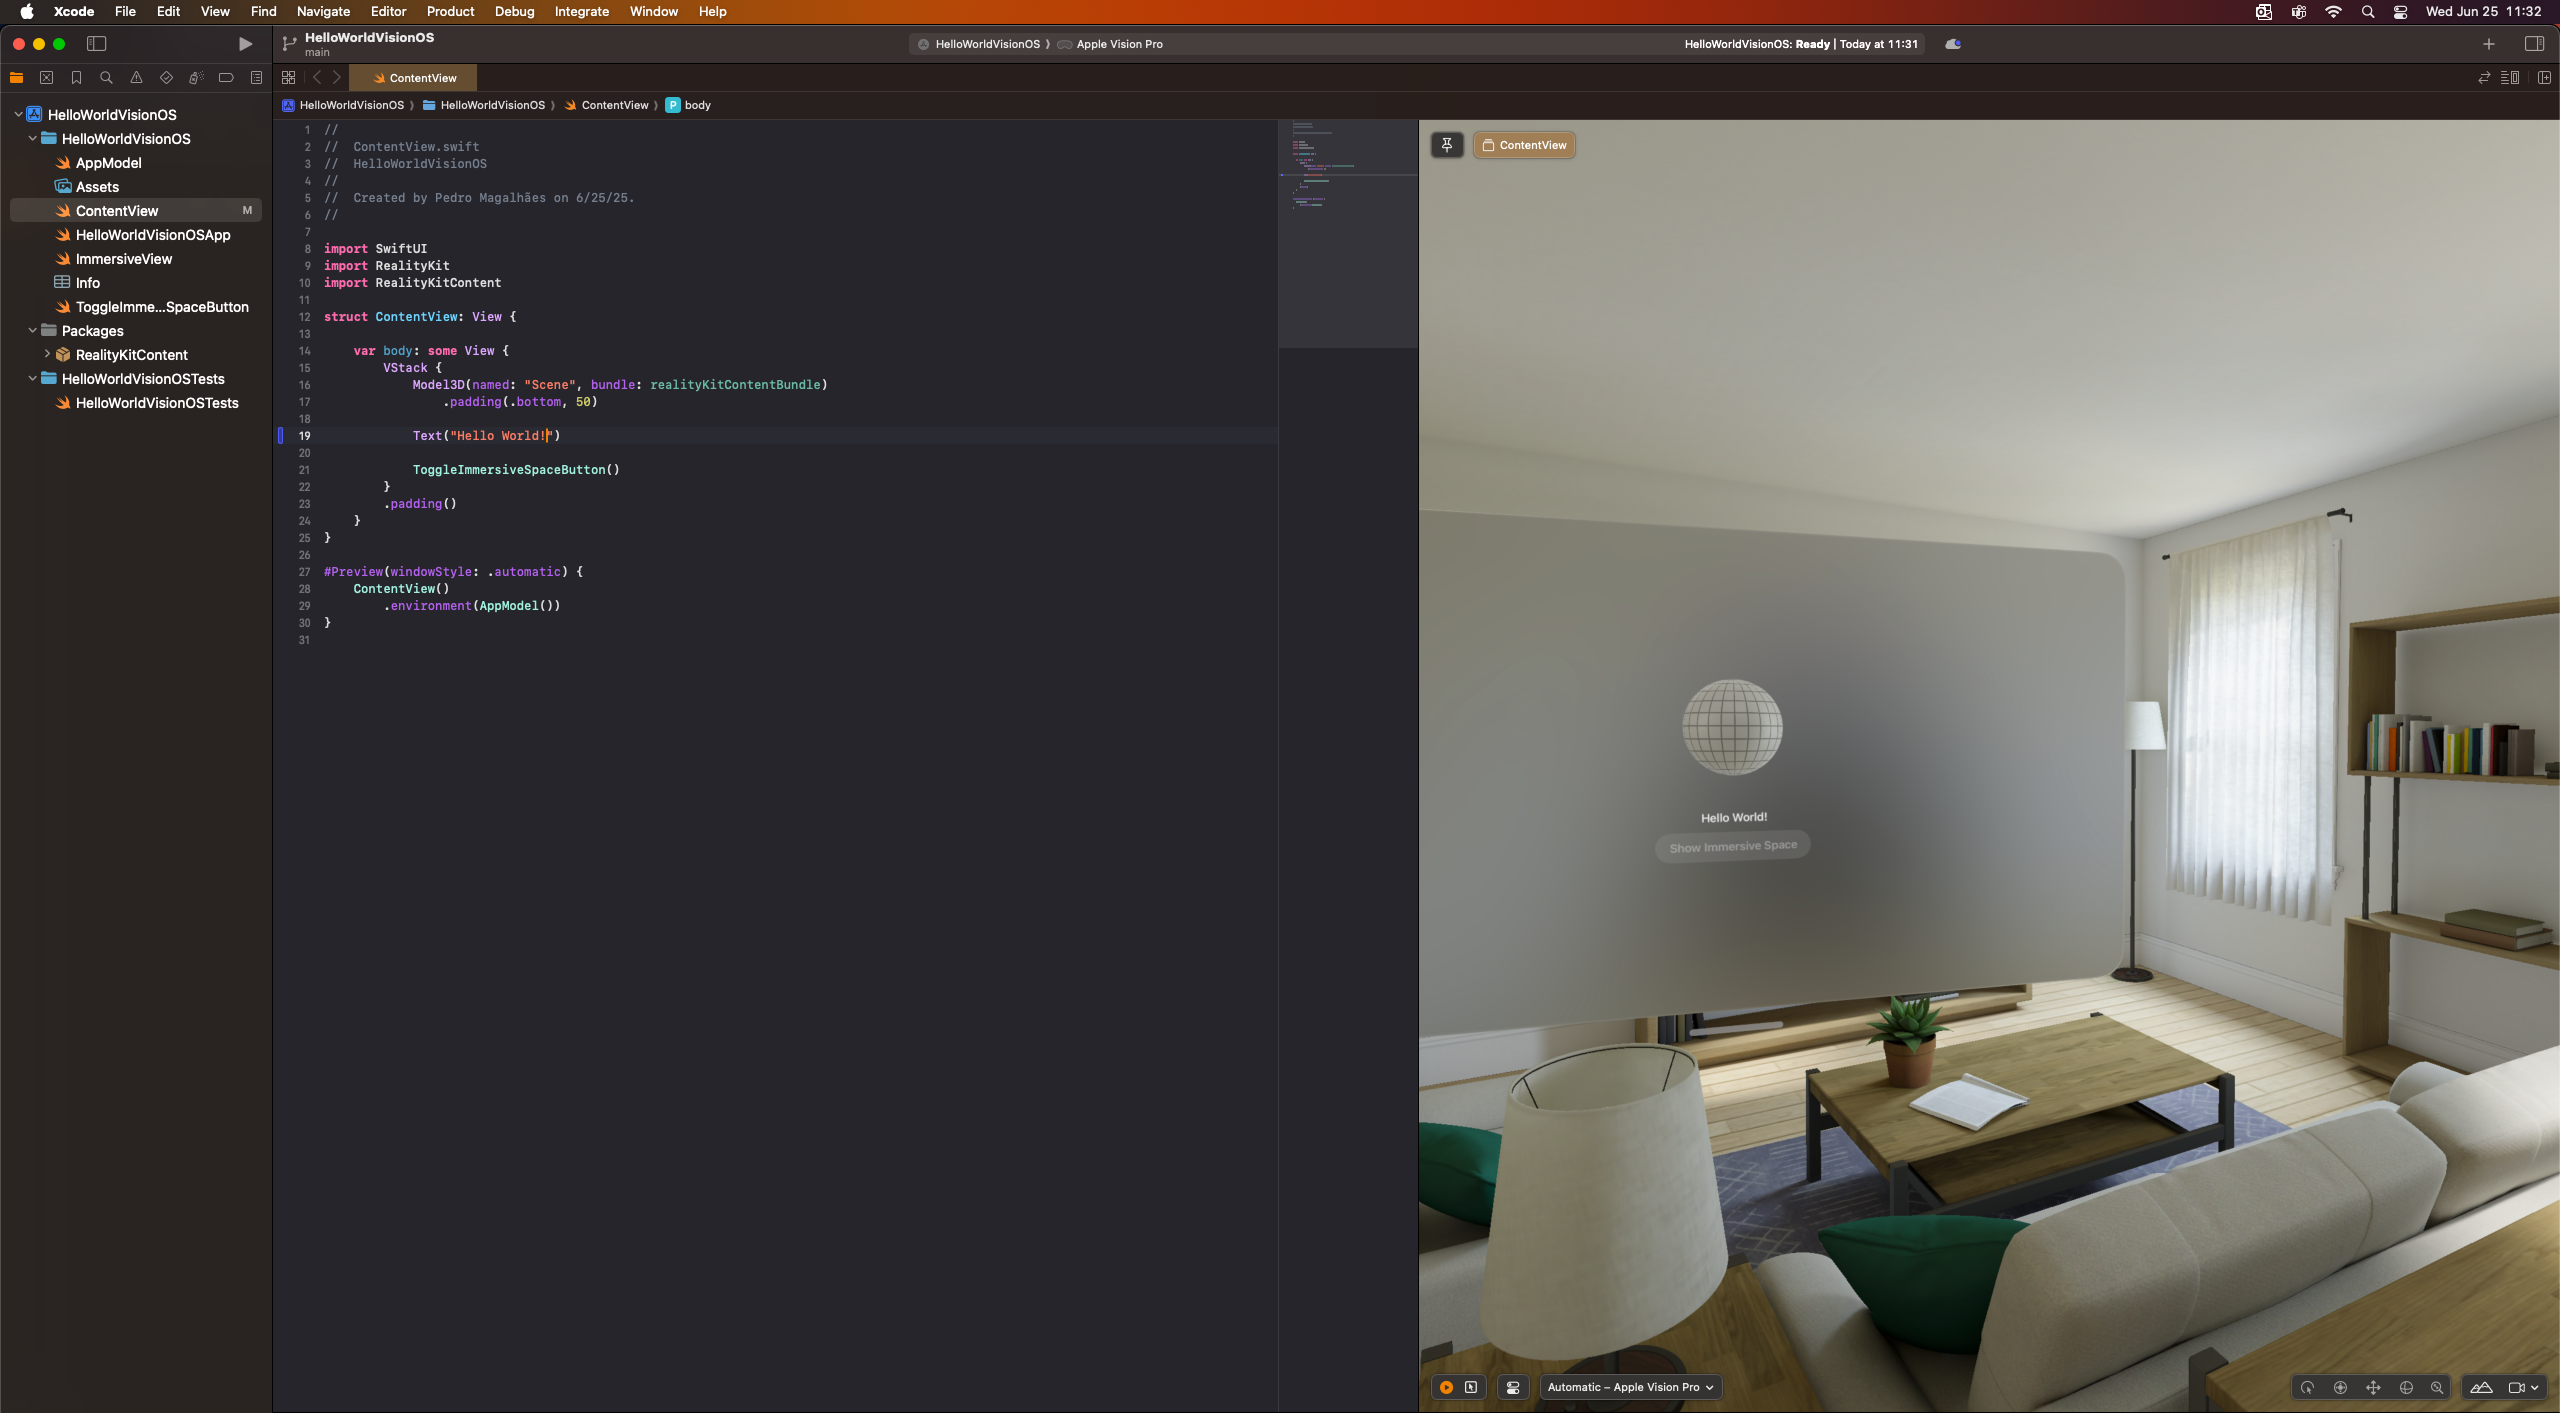 Xcode File Edit View Find Navigate Editor Product Debug Integrate Window Help
Wed Jun 25 11:32
HelloWorldVisionOS
main
HelloWorldVisionOS
Apple Vision Pro
HelloWorldVisionOS: Ready | Today at 11:31
ContentView
HelloWorldVisionOS
HelloWorldVisionOS
ContentView
P
body
HelloWorldVisionOS
HelloWorldVisionOS
AppModel
Assets
ContentView
M
HelloWorldVisionOSApp
ImmersiveView
Info
ToggleImme...SpaceButton
Packages
RealityKitContent
HelloWorldVisionOSTests
HelloWorldVisionOSTests
1 //
2 //  ContentView.swift
3 //  HelloWorldVisionOS
4 //
5 //  Created by Pedro Magalhães on 6/25/25.
6 //
7
8 import SwiftUI
9 import RealityKit
10 import RealityKitContent
11
12 struct ContentView: View {
13
14     var body: some View {
15         VStack {
16             Model3D(named: "Scene", bundle: realityKitContentBundle)
17                 .padding(.bottom, 50)
18
19             Text("Hello World!")
20
21             ToggleImmersiveSpaceButton()
22         }
23         .padding()
24     }
25 }
26
27 #Preview(windowStyle: .automatic) {
28     ContentView()
29         .environment(AppModel())
30 }
31
ContentView
Hello World!
Show Immersive Space
Automatic – Apple Vision Pro